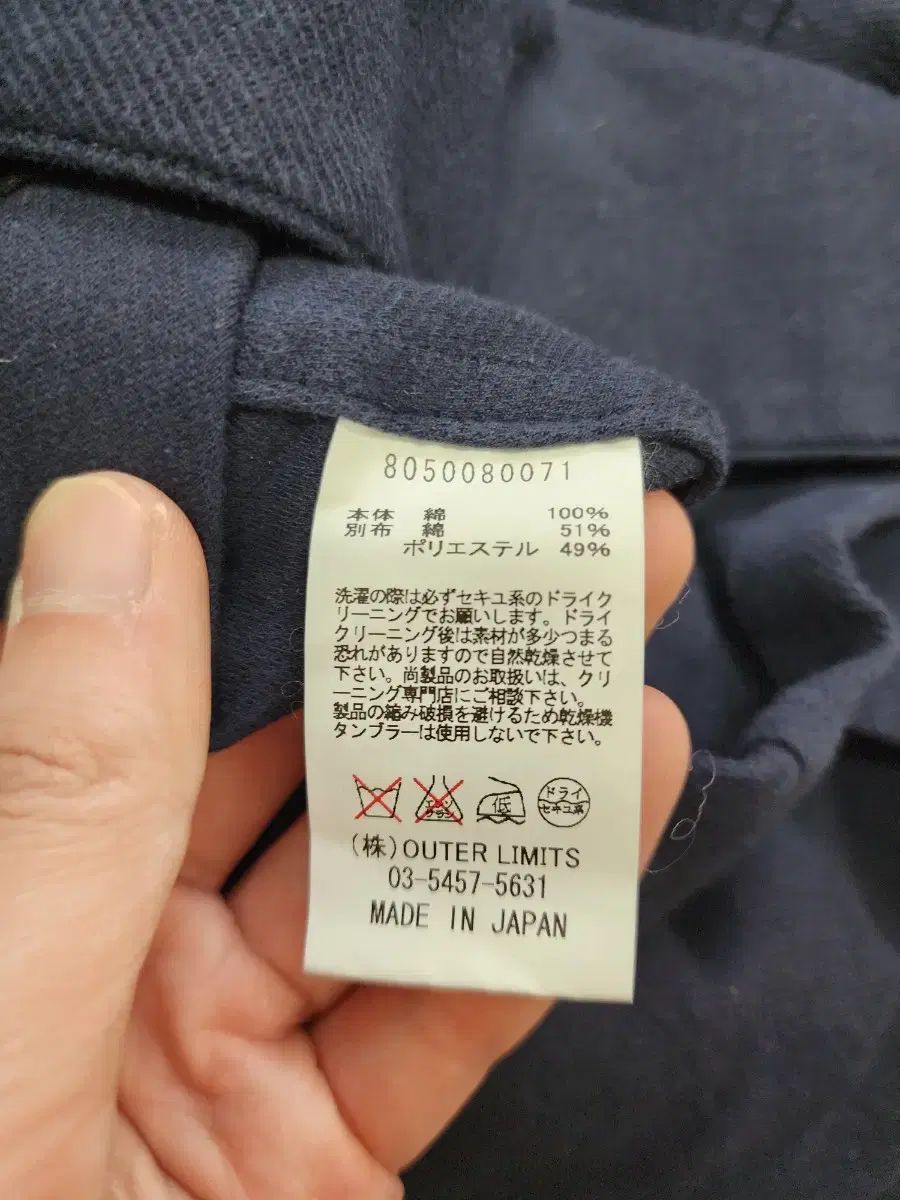 8050080071
本体 綿 100%
別布 綿 51%
ポリエステル 49%
洗濯の際は必ずセキユ系のドライク
リーニングでお願いします。ドライ
クリーニング後は素材が多少つまる
恐れがありますので自然乾燥させて
下さい。尚製品のお取扱いは、クリ
ーニング専門店にご相談下さい。
製品の縮み破損を避けるため乾燥機
タンブラーは使用しないで下さい。
エンソ サラシ 低 ドライ セキユ系
(株)OUTER LIMITS
03-5457-5631
MADE IN JAPAN